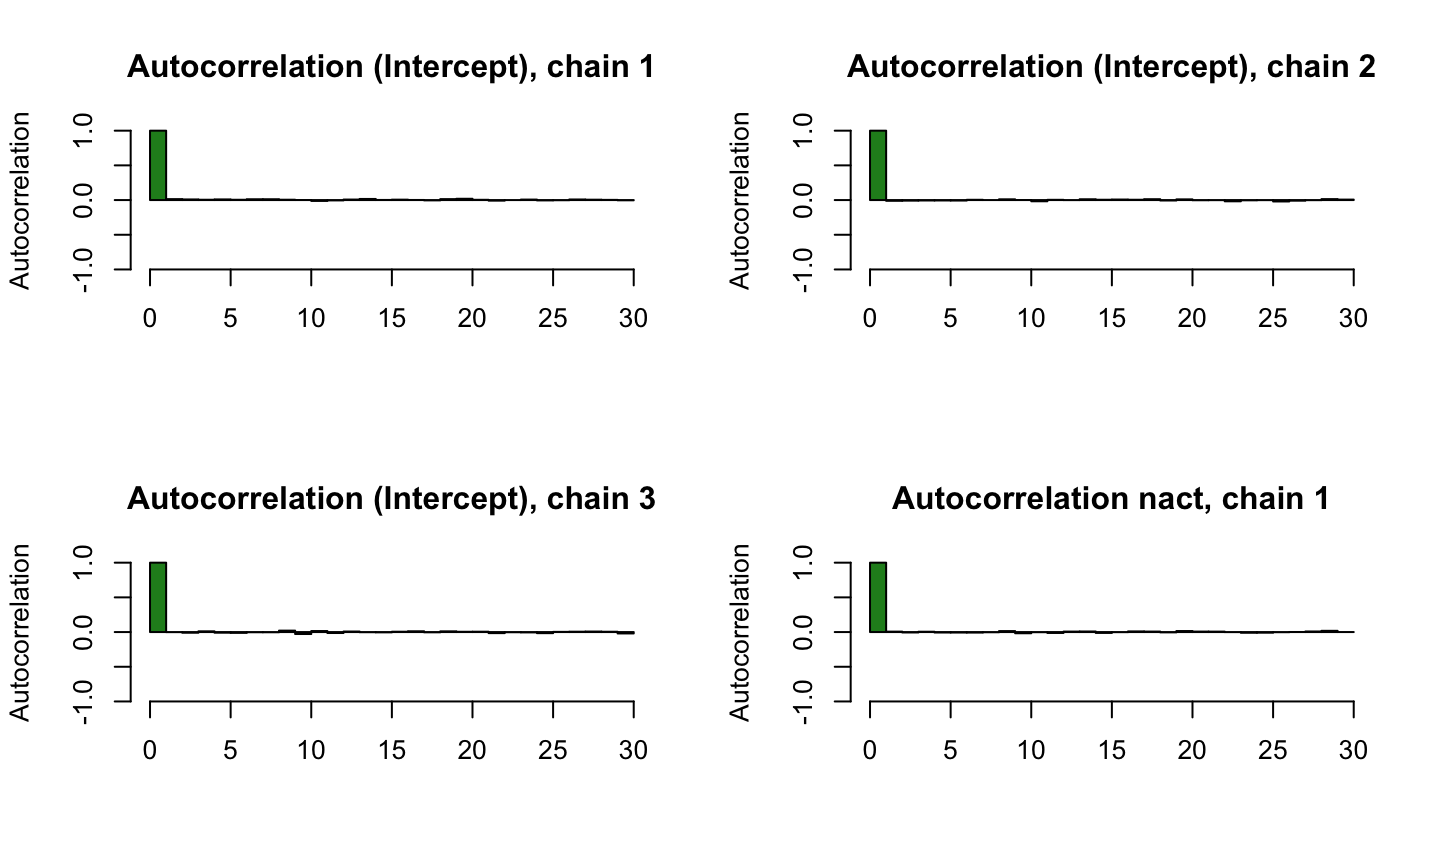 Autocorrelation (Intercept), chain 1
Autocorrelation
1.0
0.0
-1.0
0 5 10 15 20 25 30
Autocorrelation (Intercept), chain 2
Autocorrelation
1.0
0.0
-1.0
0 5 10 15 20 25 30
Autocorrelation (Intercept), chain 3
Autocorrelation
1.0
0.0
-1.0
0 5 10 15 20 25 30
Autocorrelation nact, chain 1
Autocorrelation
1.0
0.0
-1.0
0 5 10 15 20 25 30